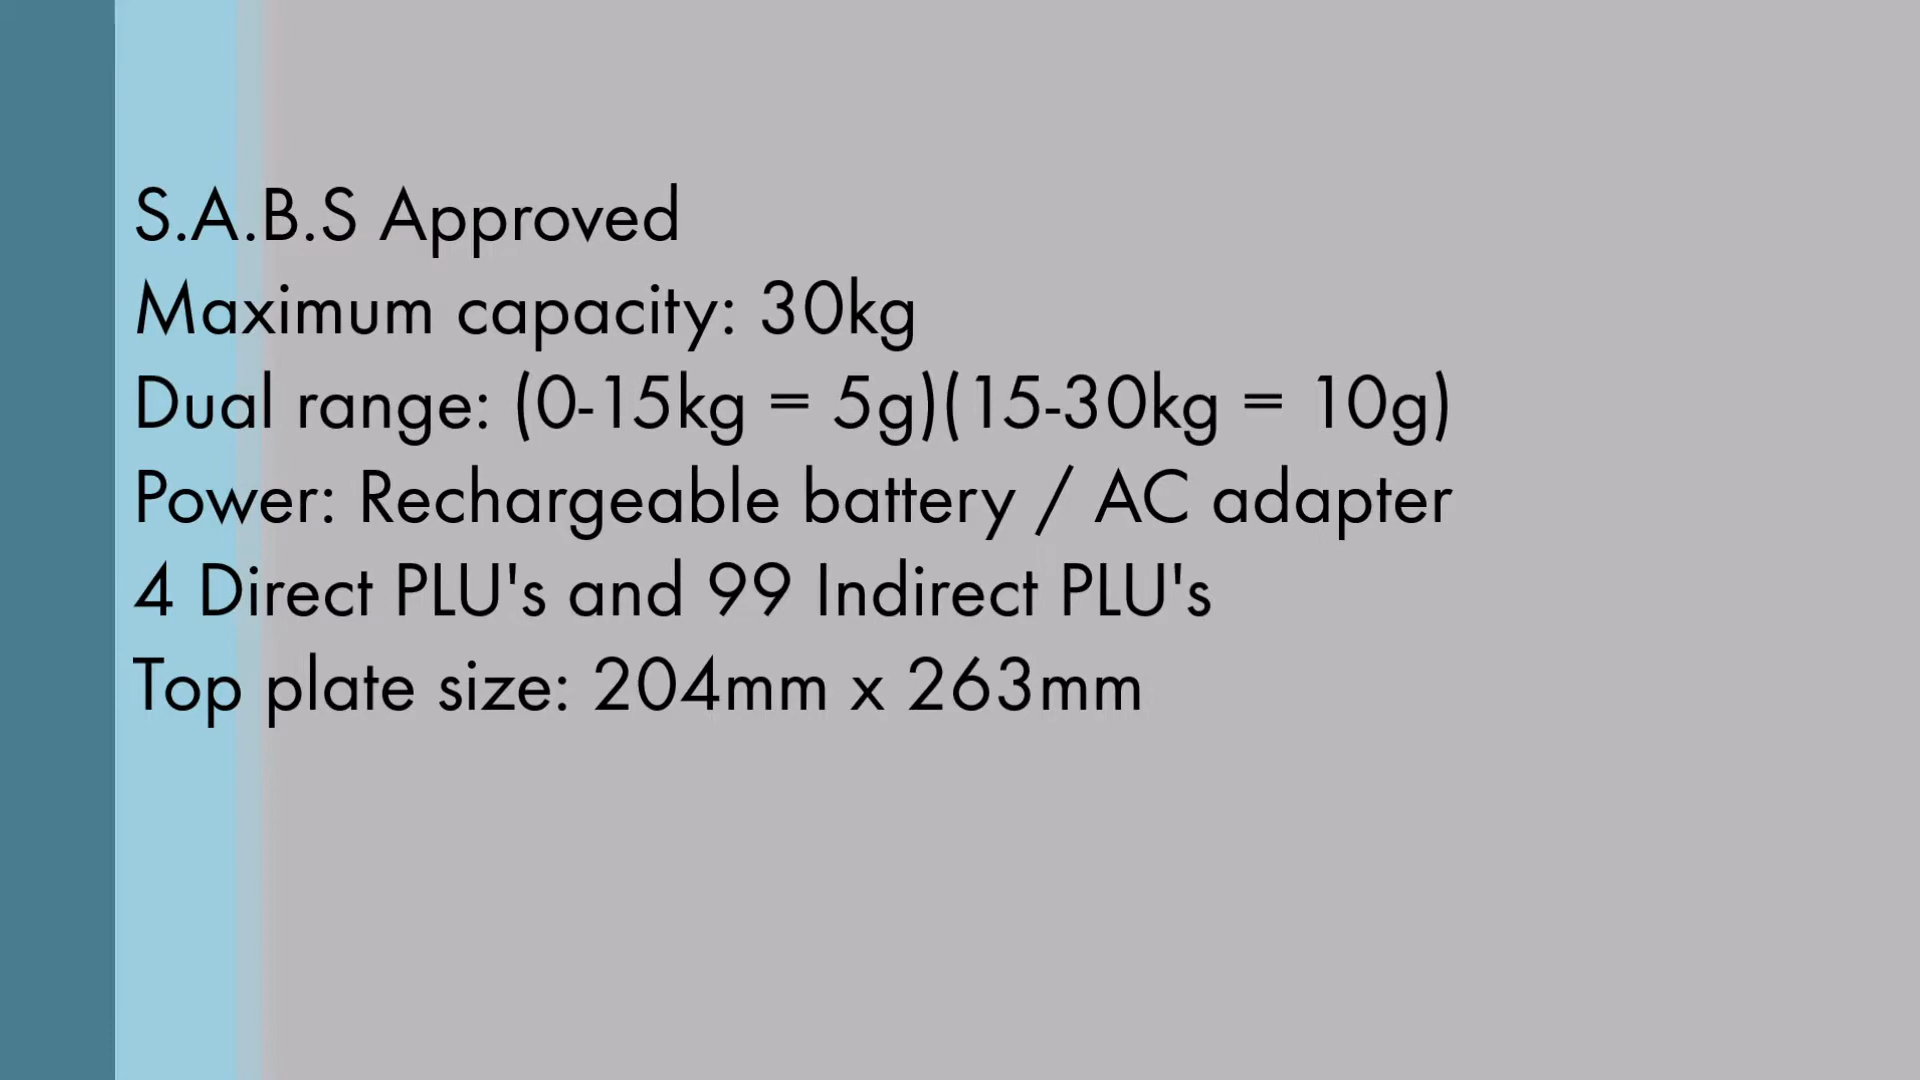 S.A.B.S Approved
Maximum capacity: 30kg
Dual range: (0-15kg = 5g)(15-30kg = 10g)
Power: Rechargeable battery / AC adapter
4 Direct PLU's and 99 Indirect PLU's
Top plate size: 204mm x 263mm